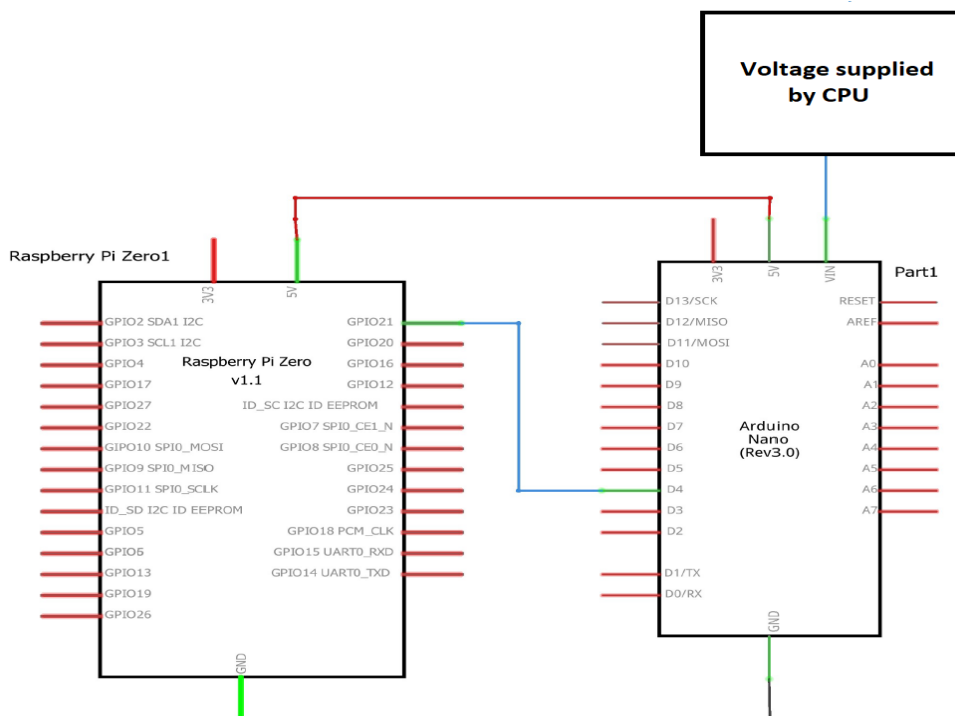 Voltage supplied
by CPU
Raspberry Pi Zero1
3V3
5V
GPIO2 SDA1 I2C
GPIO3 SCL1 I2C
GPIO4
GPIO17
GPIO27
GPIO22
GIPO10 SPI0_MOSI
GPIO9 SPI0_MISO
GPIO11 SPI0_SCLK
ID_SD I2C ID EEPROM
GPIO5
GPIO6
GPIO13
GPIO19
GPIO26
Raspberry Pi Zero
v1.1
GPIO21
GPIO20
GPIO16
GPIO12
ID_SC I2C ID EEPROM
GPIO7 SPI0_CE1_N
GPIO8 SPI0_CE0_N
GPIO25
GPIO24
GPIO23
GPIO18 PCM_CLK
GPIO15 UART0_RXD
GPIO14 UART0_TXD
GND
Part1
3V3
5V
VIN
D13/SCK
D12/MISO
D11/MOSI
D10
D9
D8
D7
D6
D5
D4
D3
D2
D1/TX
D0/RX
Arduino
Nano
(Rev3.0)
RESET
AREF
A0
A1
A2
A3
A4
A5
A6
A7
GND